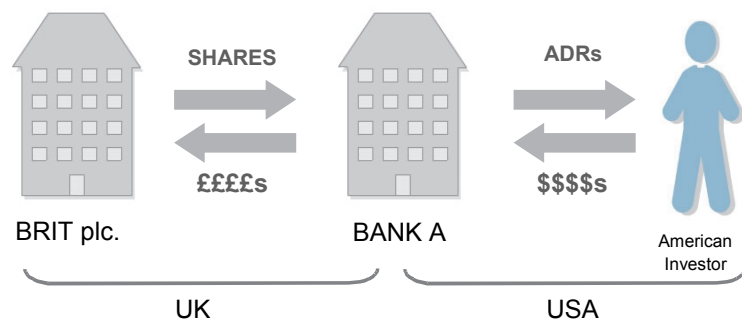 SHARES
ADRs
££££s
$$$$s
BRIT plc.
BANK A
American
Investor
UK
USA